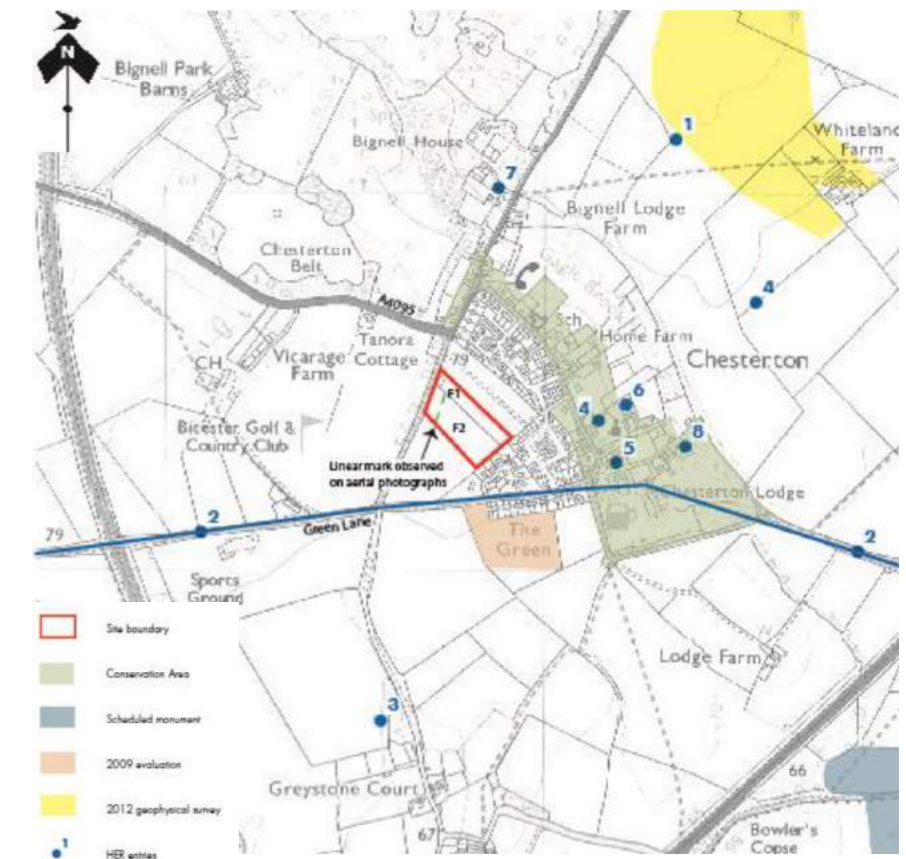 N
Bignell Park
Barns
Bignell House
7
1
Whiteland
Farm
Bignell Lodge
Farm
Chesterton
Belt
A4095
4
Tanora
Cottage
79
Home Farm
Chesterton
CH
Vicarage
Farm
F1
F2
6
4
5
8
Bicester Golf &
Country Club
Linear mark observed
on aerial photographs
Chesterton Lodge
2
Green Lane
79
The
Green
2
Sports
Ground
Lodge Farm
3
Greystone Court
66
67
Bowler's
Copse
Site boundary
Conservation Area
Scheduled monument
2009 evaluation
2012 geophysical survey
1
HER entries